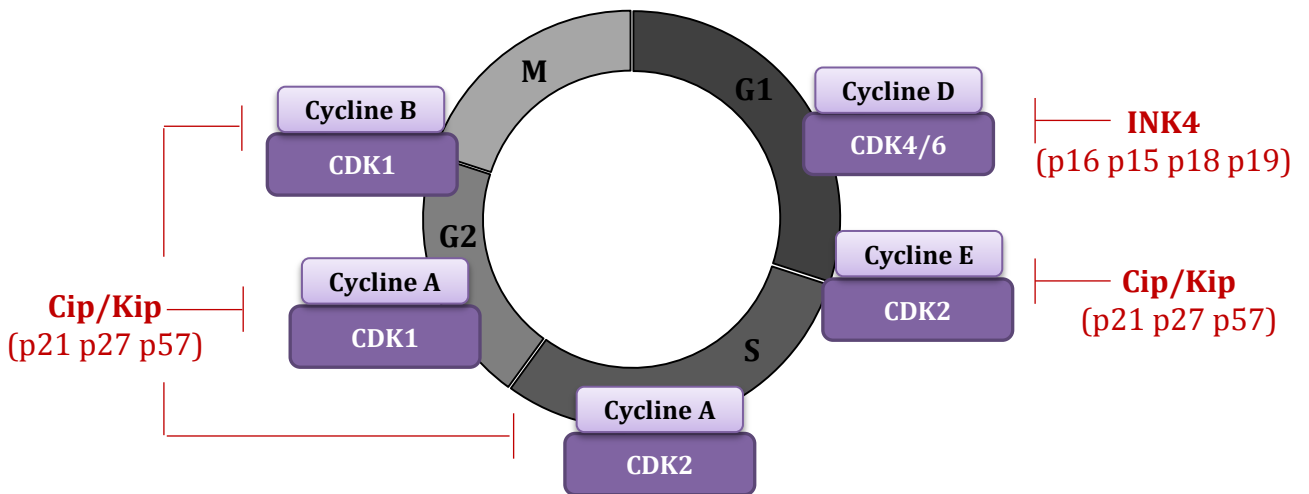 M
G1
Cycline B
CDK1
Cycline D
CDK4/6
INK4
(p16 p15 p18 p19)
G2
Cycline A
CDK1
Cycline E
CDK2
Cip/Kip
(p21 p27 p57)
Cip/Kip
(p21 p27 p57)
S
Cycline A
CDK2